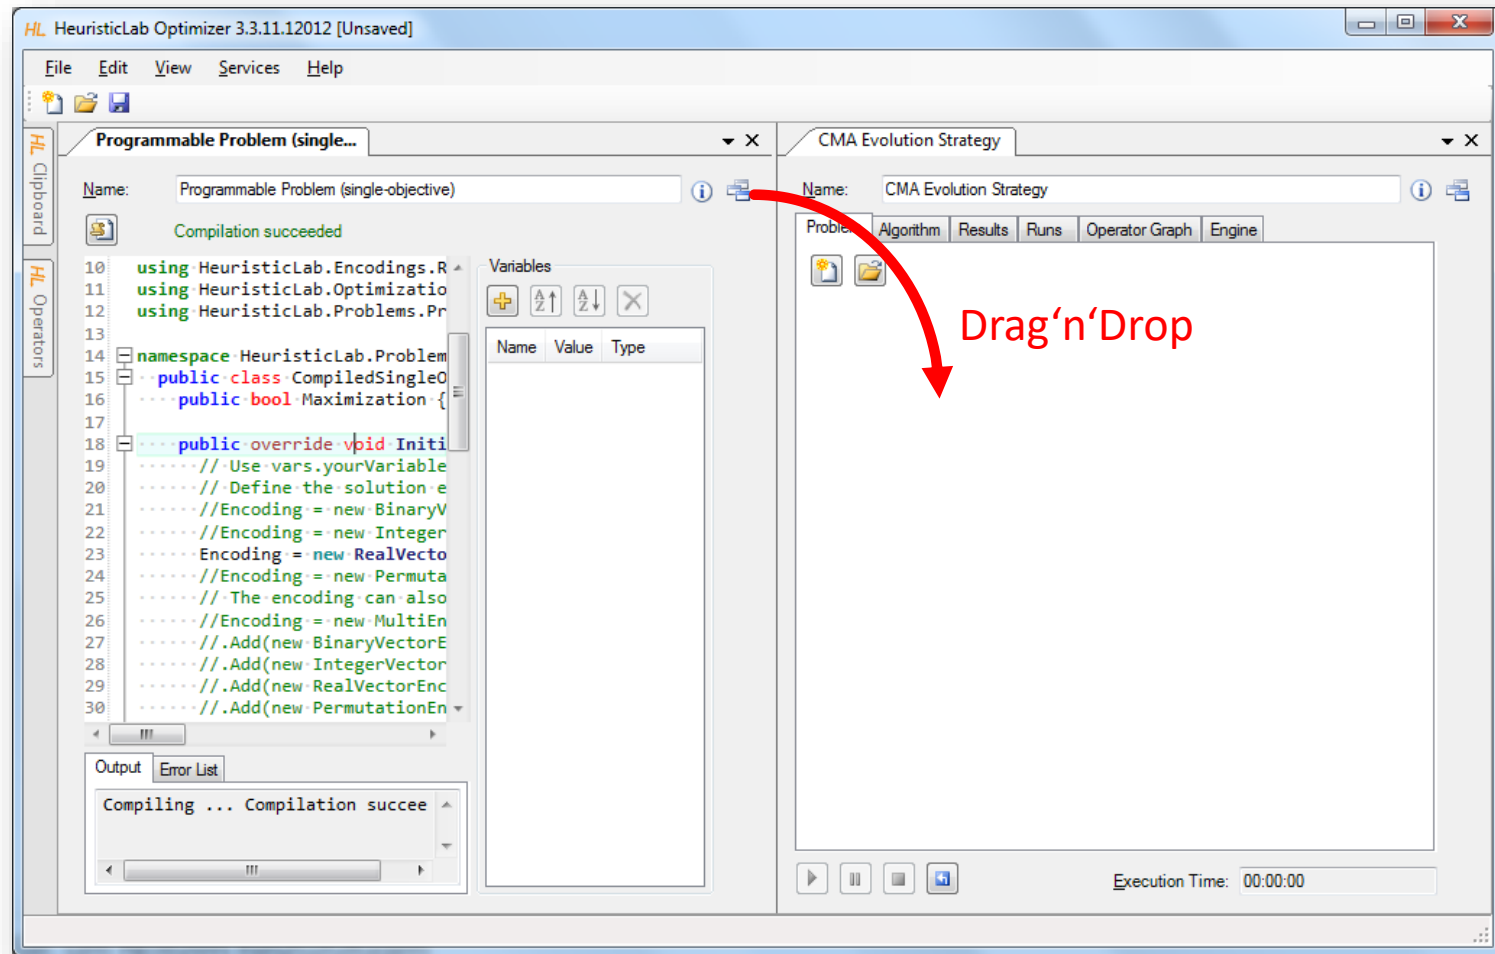 HL HeuristicLab Optimizer 3.3.11.12012 [Unsaved]
File Edit View Services Help
HL Clipboard
HL Operators
Programmable Problem (single...
Name: Programmable Problem (single-objective)
Compilation succeeded
10 using HeuristicLab.Encodings.R
11 using HeuristicLab.Optimizatio
12 using HeuristicLab.Problems.Pr
13
14 namespace HeuristicLab.Problem
15 public class CompiledSingleO
16 public bool Maximization {
17
18 public override void Initi
19 // Use vars.yourVariable
20 // Define the solution e
21 //Encoding = new BinaryV
22 //Encoding = new Integer
23 Encoding = new RealVecto
24 //Encoding = new Permuta
25 // The encoding can also
26 //Encoding = new MultiEn
27 //.Add(new BinaryVectorE
28 //.Add(new IntegerVector
29 //.Add(new RealVectorEnc
30 //.Add(new PermutationEn
Variables
Name Value Type
Output Error List
Compiling ... Compilation succee
CMA Evolution Strategy
Name: CMA Evolution Strategy
Problem Algorithm Results Runs Operator Graph Engine
Drag‘n‘Drop
Execution Time: 00:00:00